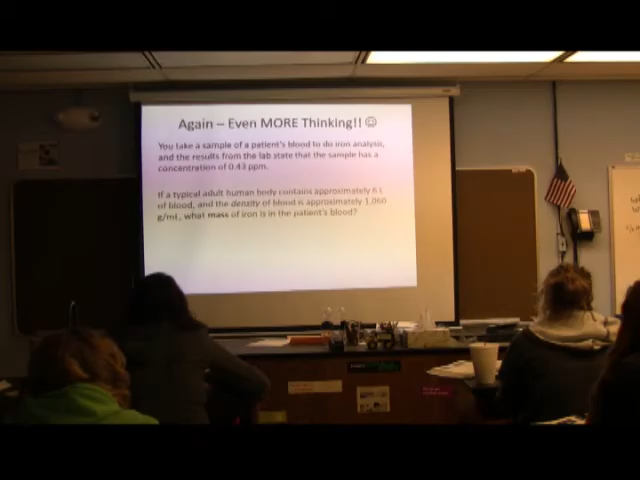 Again – Even MORE Thinking!! ☺
You take a sample of a patient's blood to do iron analysis,
and the results from the lab state that the sample has a
concentration of 0.43 ppm.
If a typical adult human body contains approximately 6 L
of blood, and the density of blood is approximately 1.060
g/mL, what mass of iron is in the patient's blood?